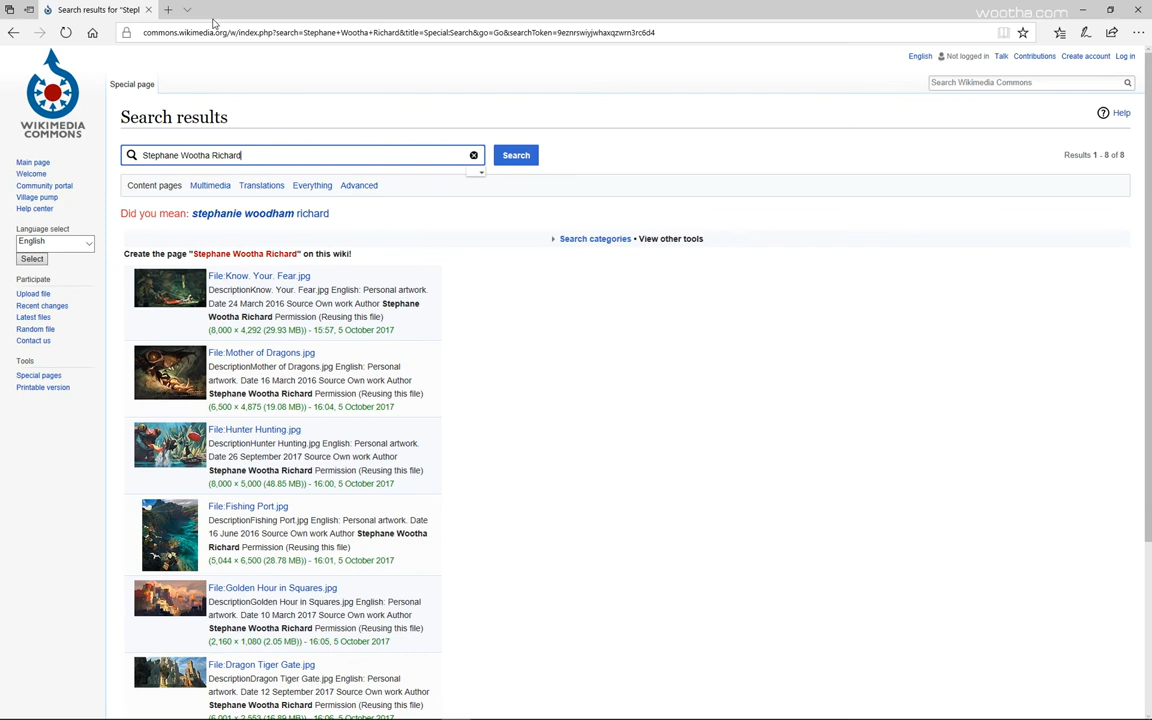 Search results for "Stepl
wootha.com
commons.wikimedia.org/w/index.php?search=Stephane+Wootha+Richard&title=Special:Search&go=Go&searchToken=9eznrswiyjwhaxqzwrn3rc6d4
English Not logged in Talk Contributions Create account Log in
Special page
Search Wikimedia Commons
WIKIMEDIA
COMMONS
Search results
Help
Stephane Wootha Richard
Search
Results 1 - 8 of 8
Content pages Multimedia Translations Everything Advanced
Did you mean: stephanie woodham richard
Search categories • View other tools
Create the page "Stephane Wootha Richard" on this wiki!
Main page
Welcome
Community portal
Village pump
Help center
Language select
English
Select
Participate
Upload file
Recent changes
Latest files
Random file
Contact us
Tools
Special pages
Printable version
File:Know. Your. Fear.jpg
DescriptionKnow. Your. Fear.jpg English: Personal artwork.
Date 24 March 2016 Source Own work Author Stephane
Wootha Richard Permission (Reusing this file)
(8,000 × 4,292 (29.93 MB)) - 15:57, 5 October 2017
File:Mother of Dragons.jpg
DescriptionMother of Dragons.jpg English: Personal
artwork. Date 16 March 2016 Source Own work Author
Stephane Wootha Richard Permission (Reusing this file)
(6,500 × 4,875 (19.08 MB)) - 16:04, 5 October 2017
File:Hunter Hunting.jpg
DescriptionHunter Hunting.jpg English: Personal artwork.
Date 26 September 2017 Source Own work Author
Stephane Wootha Richard Permission (Reusing this file)
(8,000 × 5,000 (48.85 MB)) - 16:00, 5 October 2017
File:Fishing Port.jpg
DescriptionFishing Port.jpg English: Personal artwork. Date
16 June 2016 Source Own work Author Stephane Wootha
Richard Permission (Reusing this file)
(5,044 × 6,500 (28.78 MB)) - 16:01, 5 October 2017
File:Golden Hour in Squares.jpg
DescriptionGolden Hour in Squares.jpg English: Personal
artwork. Date 10 March 2017 Source Own work Author
Stephane Wootha Richard Permission (Reusing this file)
(2,160 × 1,080 (2.05 MB)) - 16:05, 5 October 2017
File:Dragon Tiger Gate.jpg
DescriptionDragon Tiger Gate.jpg English: Personal
artwork. Date 12 September 2017 Source Own work Author
Stephane Wootha Richard Permission (Reusing this file)
(6,001 × 2,553 (16.89 MB)) - 16:06, 5 October 2017